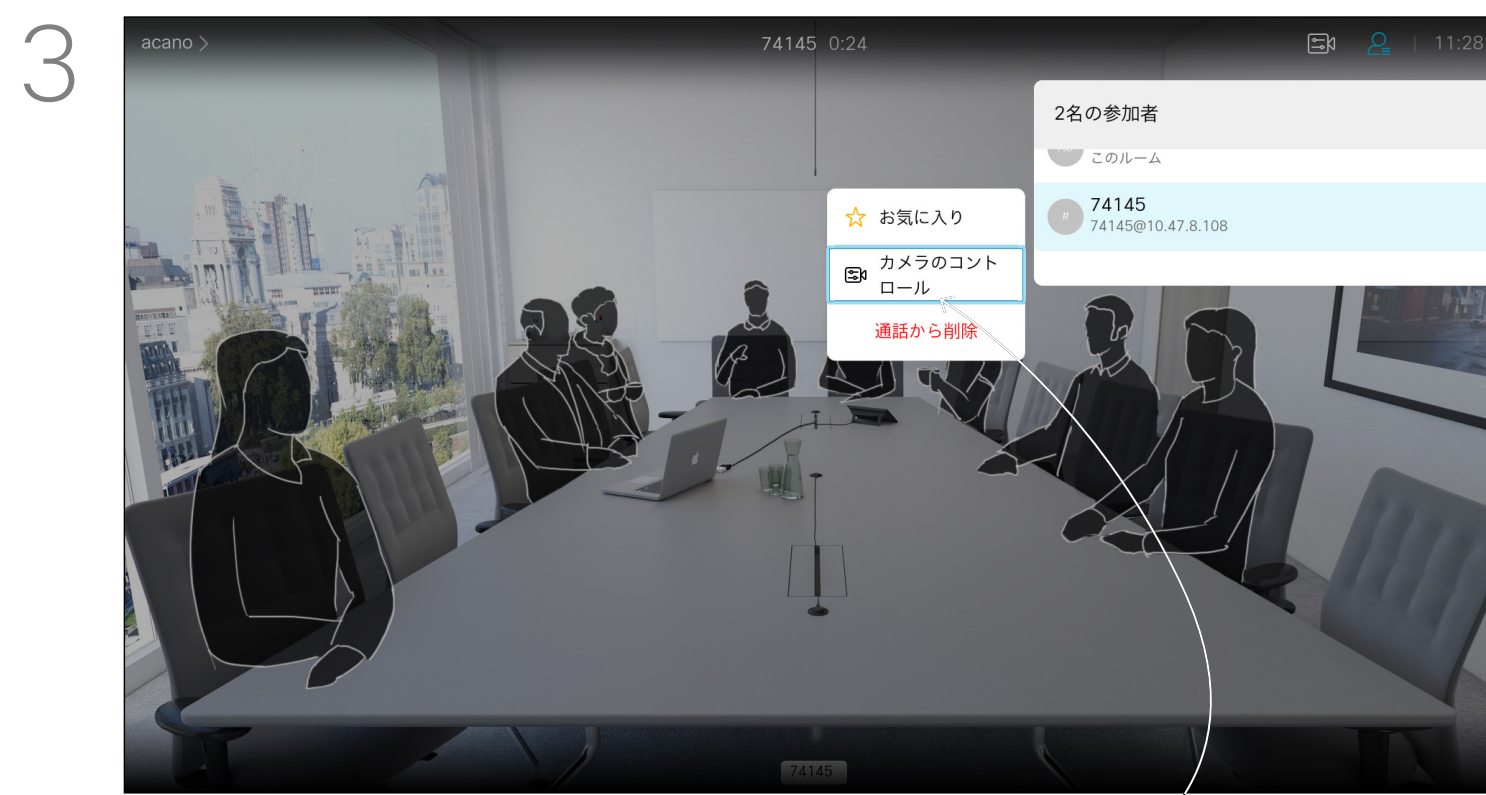 3
acano >
74145 0:24
11:28
2名の参加者
このルーム
74145
74145@10.47.8.108
お気に入り
カメラのコント
ロール
通話から削除
#
74145